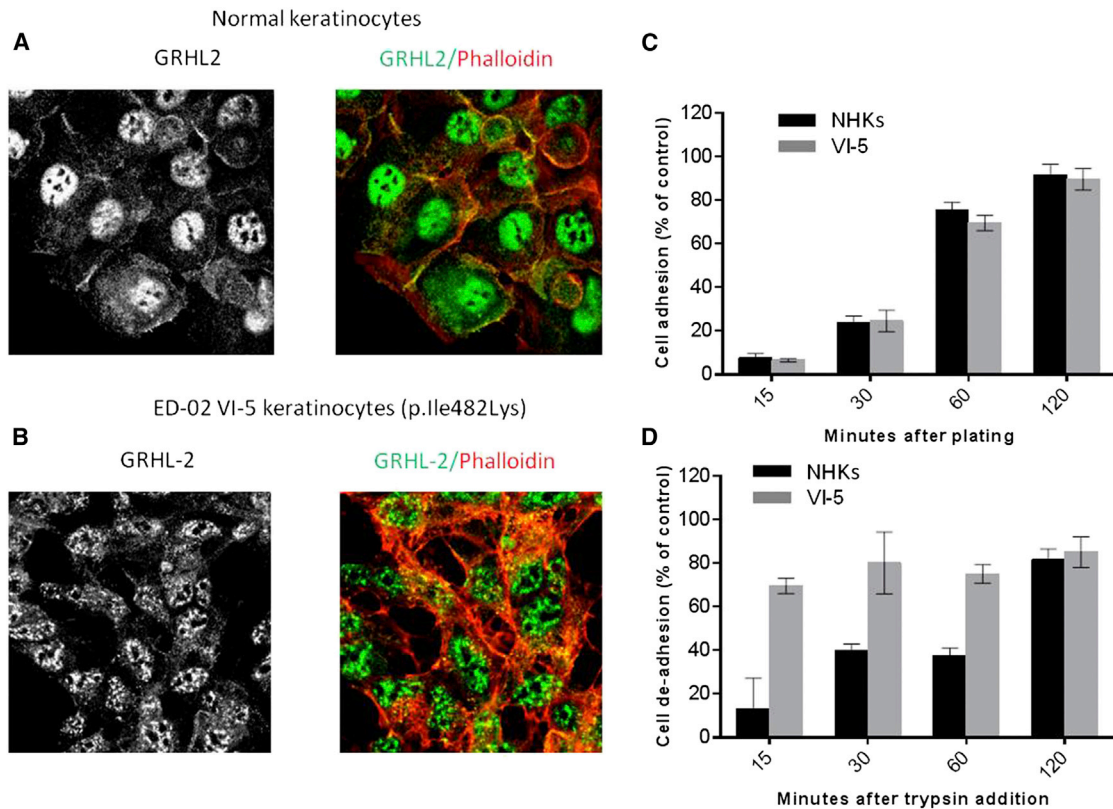 Normal keratinocytes
A
GRHL2
GRHL2/Phalloidin
ED-02 VI-5 keratinocytes (p.Ile482Lys)
B
GRHL-2
GRHL-2/Phalloidin
C
NHKs
VI-5
Cell adhesion (% of control)
120
100
80
60
40
20
0
15
30
60
120
Minutes after plating
D
NHKs
VI-5
Cell de-adhesion (% of control)
120
100
80
60
40
20
0
15
30
60
120
Minutes after trypsin addition